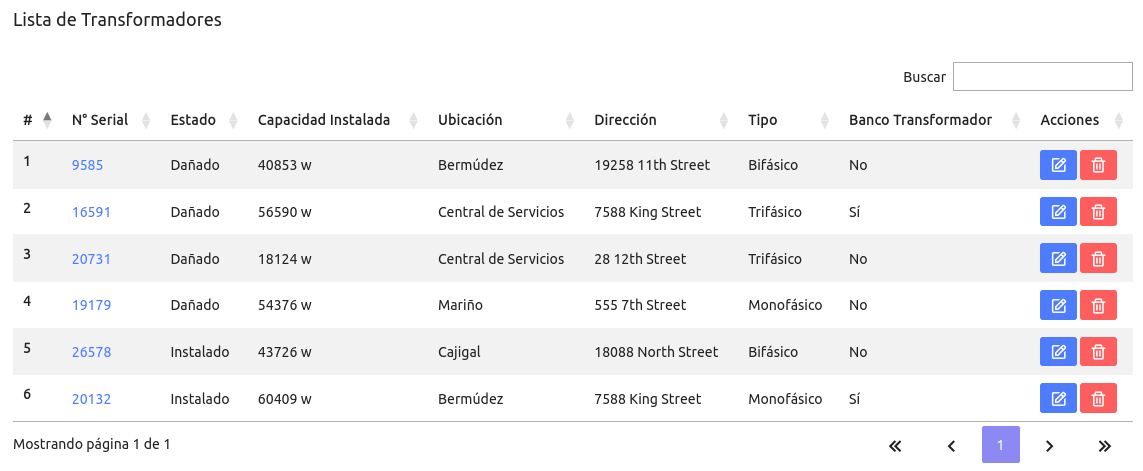 Lista de Transformadores
Buscar
# N° Serial Estado Capacidad Instalada Ubicación Dirección Tipo Banco Transformador Acciones
1 9585 Dañado 40853 w Bermúdez 19258 11th Street Bifásico No
2 16591 Dañado 56590 w Central de Servicios 7588 King Street Trifásico Sí
3 20731 Dañado 18124 w Central de Servicios 28 12th Street Trifásico No
4 19179 Dañado 54376 w Mariño 555 7th Street Monofásico No
5 26578 Instalado 43726 w Cajigal 18088 North Street Bifásico No
6 20132 Instalado 60409 w Bermúdez 7588 King Street Monofásico Sí
Mostrando página 1 de 1 « ‹ 1 › »